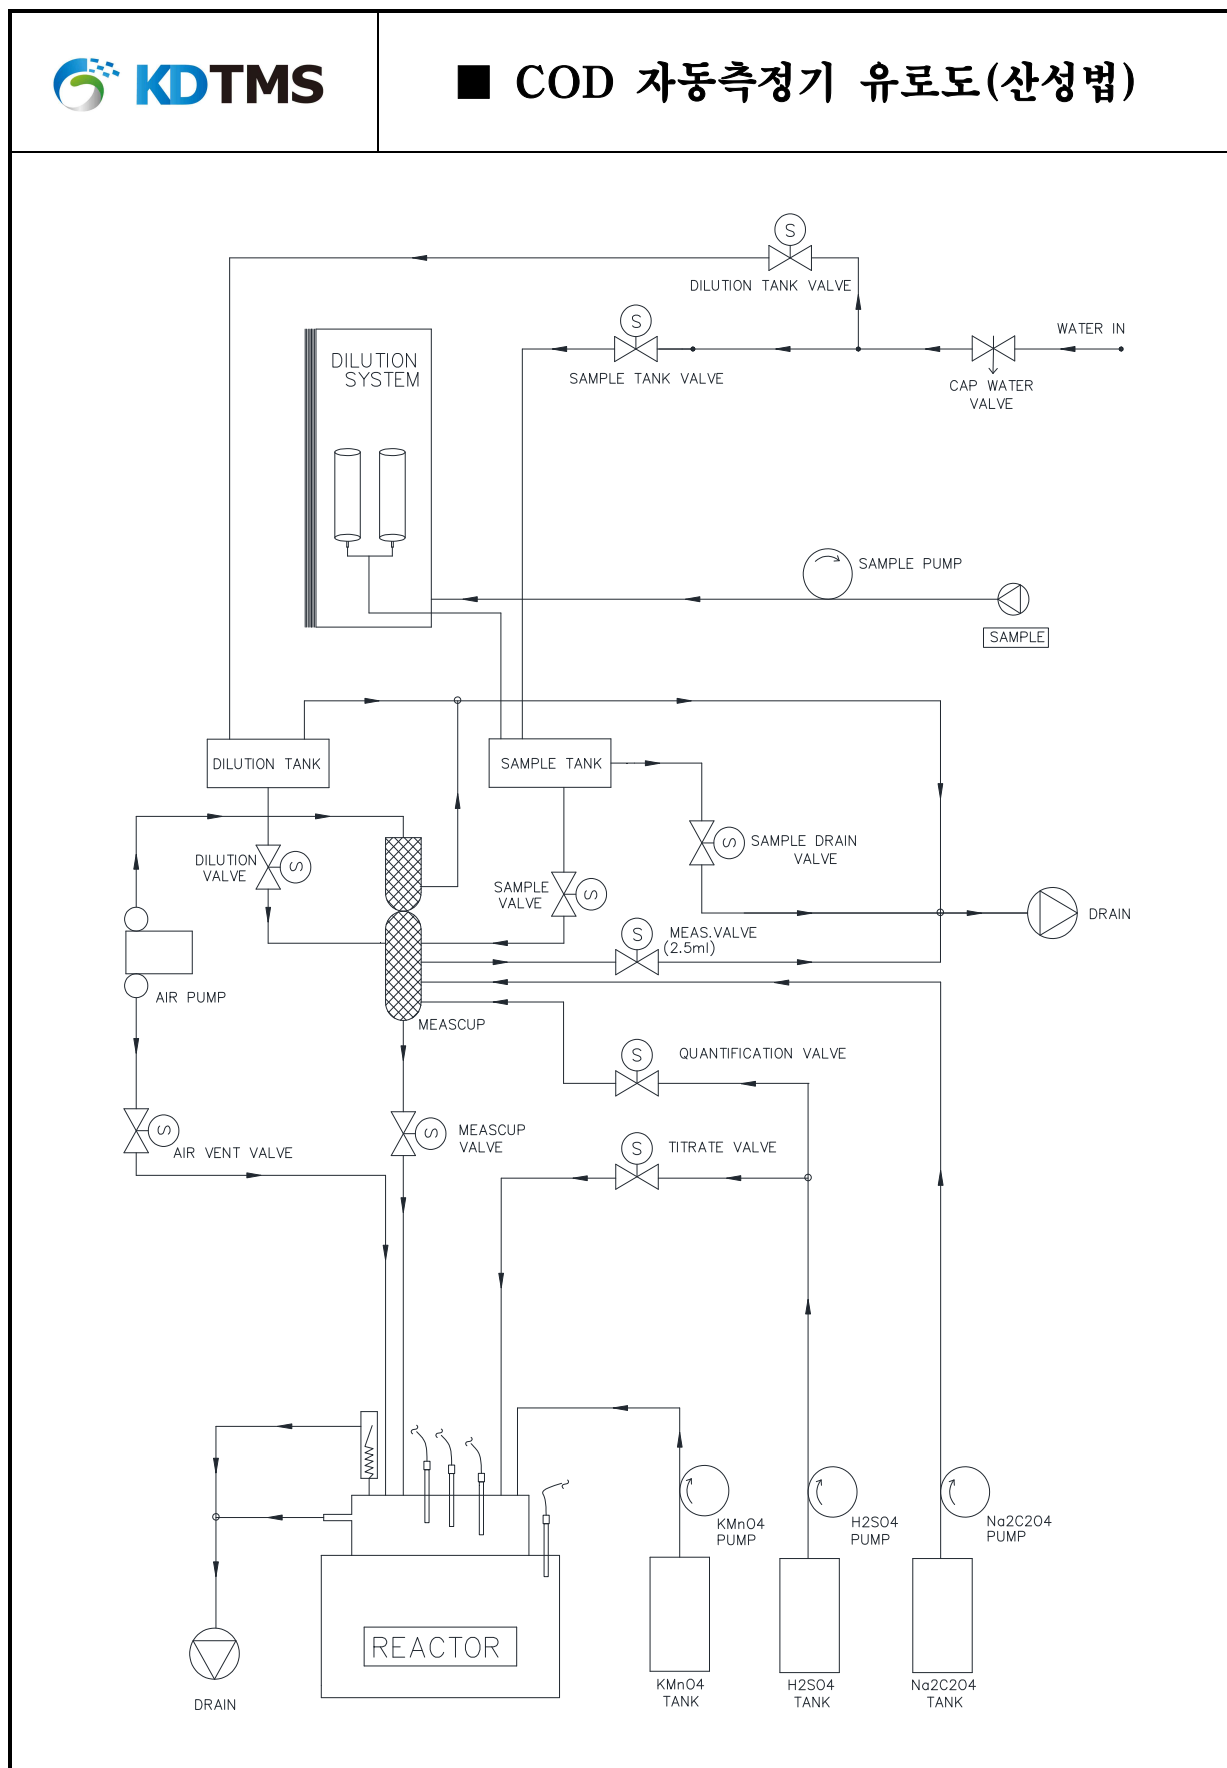 KDTMS
■ COD 자동측정기 유로도(산성법)
S
DILUTION TANK VALVE
S
SAMPLE TANK VALVE
WATER IN
CAP WATER
VALVE
DILUTION
SYSTEM
SAMPLE PUMP
SAMPLE
DILUTION TANK
SAMPLE TANK
DILUTION
VALVE
S
SAMPLE
VALVE
S
S
SAMPLE DRAIN
VALVE
DRAIN
S
MEAS.VALVE
(2.5ml)
AIR PUMP
MEASCUP
S
QUANTIFICATION VALVE
S
AIR VENT VALVE
S
MEASCUP
VALVE
S
TITRATE VALVE
KMnO4
PUMP
H2SO4
PUMP
Na2C2O4
PUMP
REACTOR
DRAIN
KMnO4
TANK
H2SO4
TANK
Na2C2O4
TANK